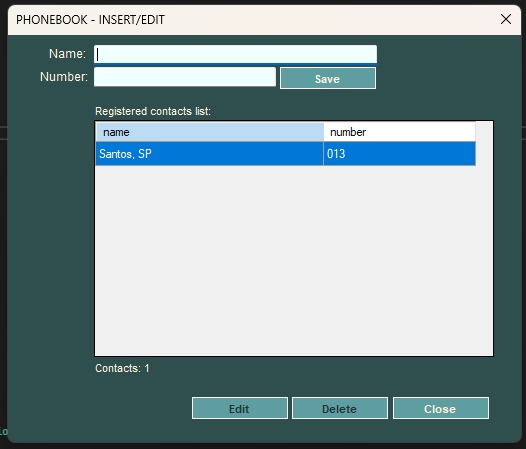 PHONEBOOK - INSERT/EDIT
Name:
Number:
Save
Registered contacts list:
name number
Santos, SP 013
Contacts: 1
Edit Delete Close